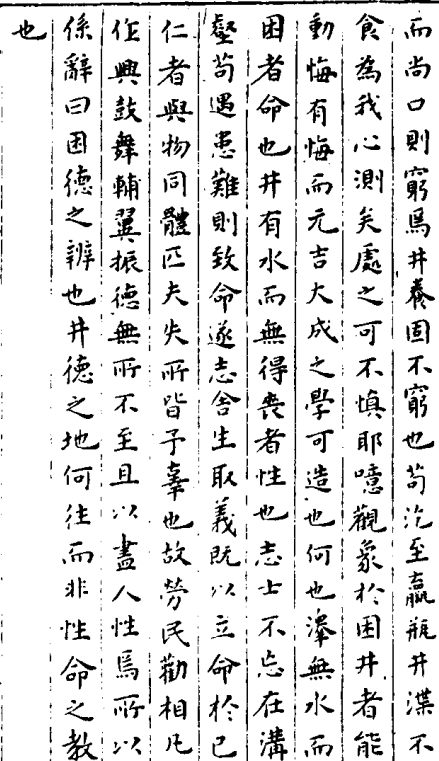 而尚口則窮焉井養固不窮也苟汔至羸瓶井渫不
食為我心測矣處之可不慎耶噫觀象於困井者能
動悔有悔而元吉大成之學可造也何也澤無水而
困者命也井有水而無得喪者性也志士不忘在溝
壑苟遇患難則致命遂志舍生取義既以立命於已
仁者與物同體匹夫失所皆予辜也故勞民勸相凡
作興鼓舞輔翼振德無所不至且以盡人性焉所以
係辭曰困德之辨也井德之地何往而非性命之教
也